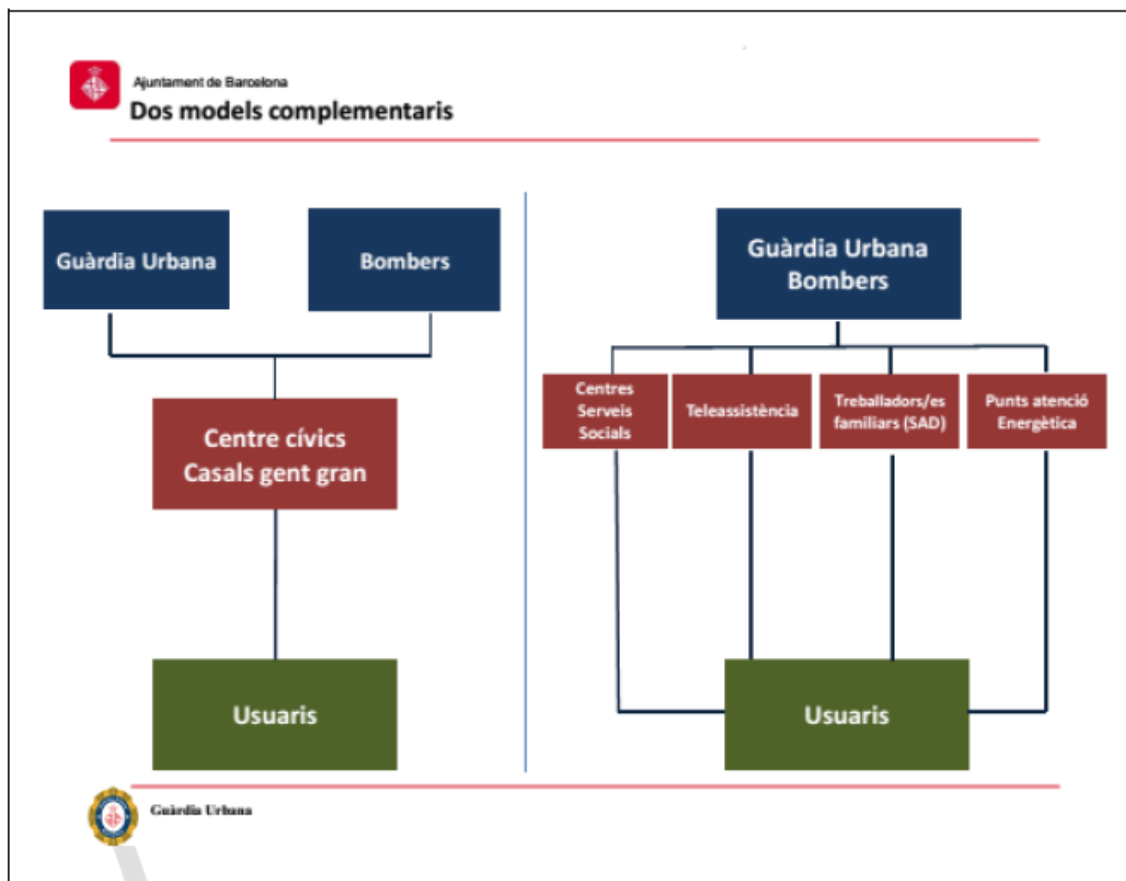 Ajuntament de Barcelona
Dos models complementaris
Guàrdia Urbana
Bombers
Centre cívics
Casals gent gran
Usuaris
Guàrdia Urbana
Bombers
Centres
Serveis
Socials
Teleassistència
Treballadors/es
familiars (SAD)
Punts atenció
Energètica
Usuaris
Guàrdia Urbana